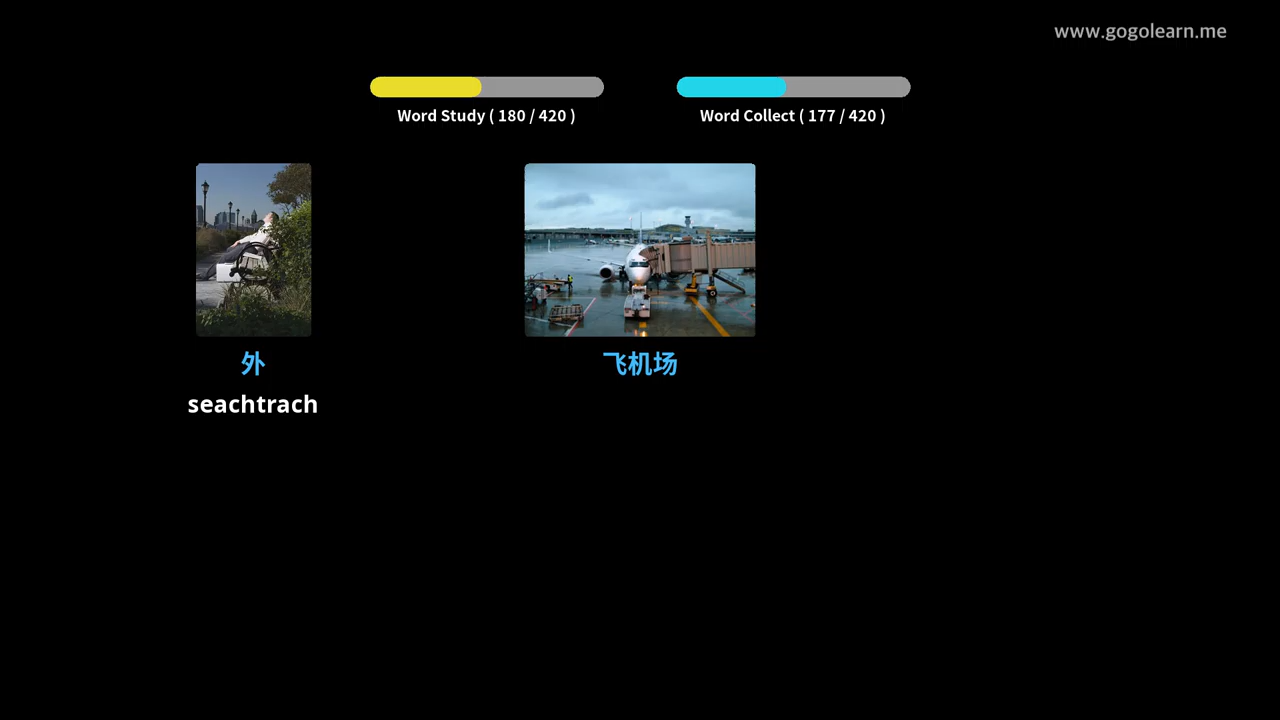 www.gogolearn.me
Word Study ( 180 / 420 )
Word Collect ( 177 / 420 )
外
飞机场
seachtrach